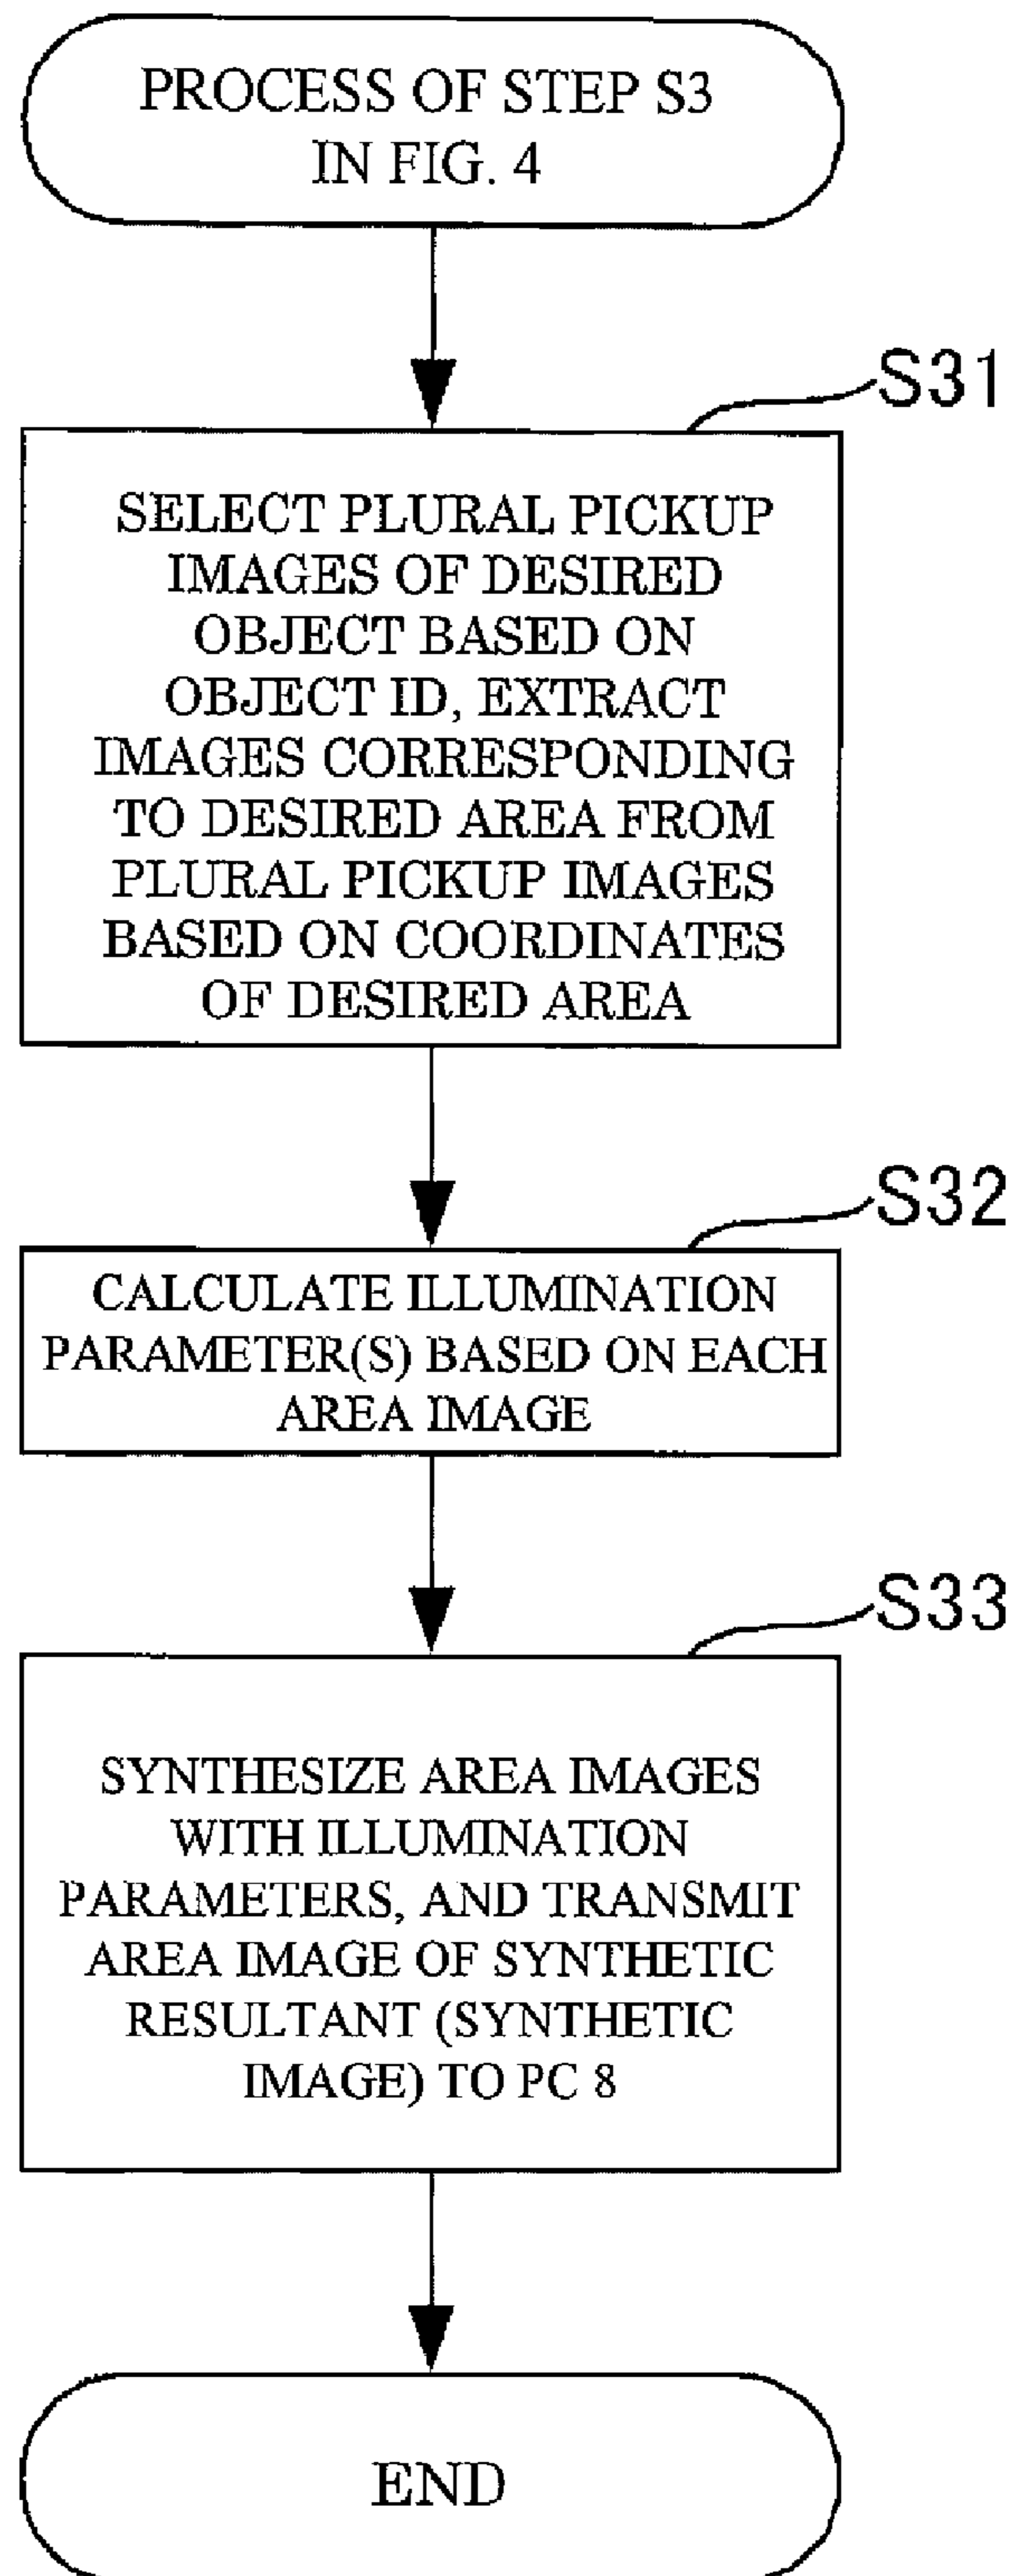 PROCESS OF STEP S3
IN FIG. 4
S31
SELECT PLURAL PICKUP
IMAGES OF DESIRED
OBJECT BASED ON
OBJECT ID, EXTRACT
IMAGES CORRESPONDING
TO DESIRED AREA FROM
PLURAL PICKUP IMAGES
BASED ON COORDINATES
OF DESIRED AREA
S32
CALCULATE ILLUMINATION
PARAMETER(S) BASED ON EACH
AREA IMAGE
S33
SYNTHESIZE AREA IMAGES
WITH ILLUMINATION
PARAMETERS, AND TRANSMIT
AREA IMAGE OF SYNTHETIC
RESULTANT (SYNTHETIC
IMAGE) TO PC 8
END